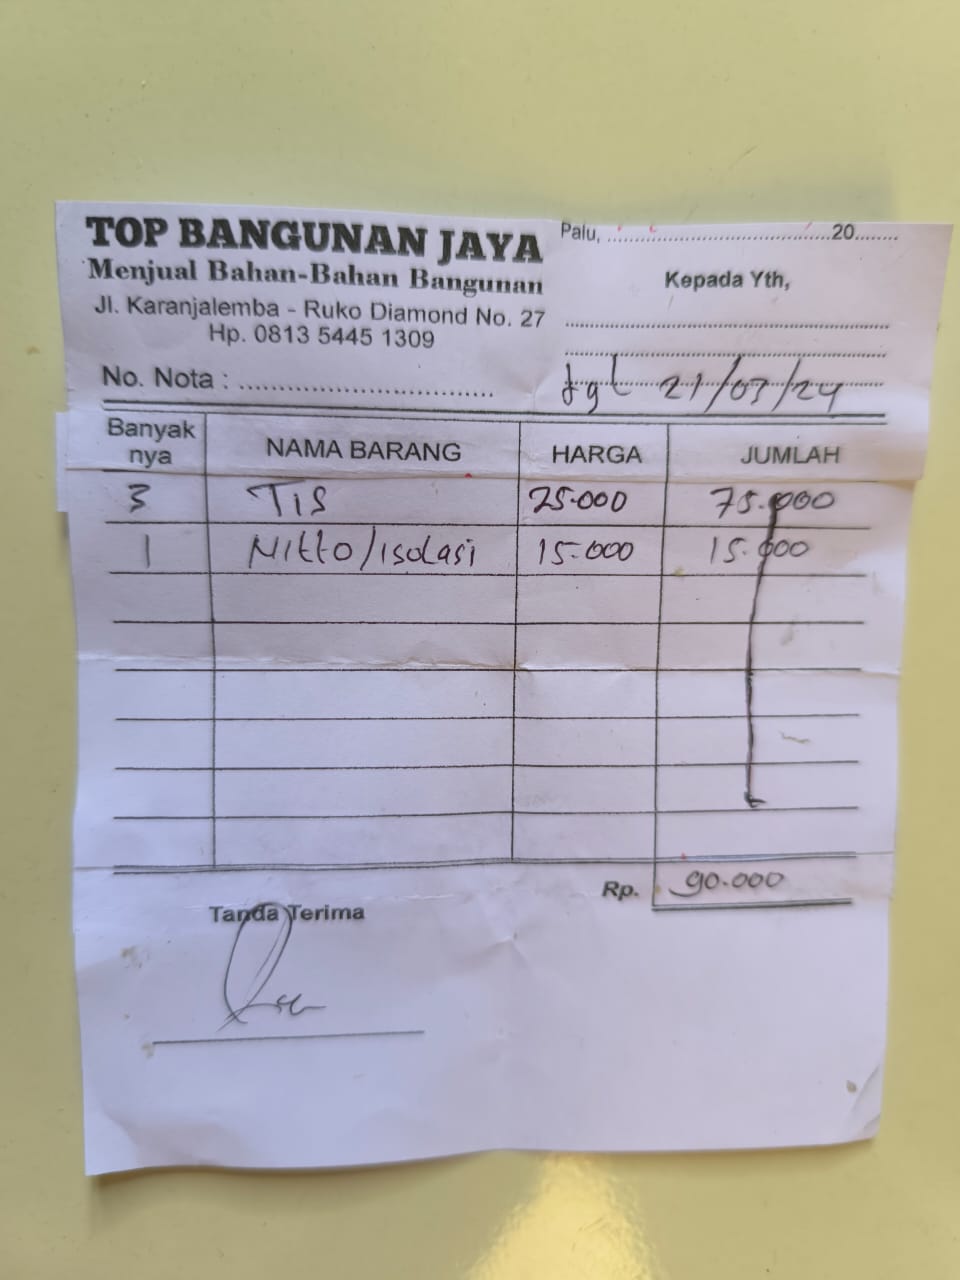 TOP BANGUNAN JAYA
Menjual Bahan-Bahan Bangunan
Jl. Karanjalemba - Ruko Diamond No. 27
Hp. 0813 5445 1309
Palu, ........................................20........
Kepada Yth,
No. Nota : ...................................
tgl 21/03/24
Banyak nya NAMA BARANG HARGA JUMLAH
3 TIS 25.000 75.000
1 Nitto/isolasi 15.000 15.000
Rp. 90.000
Tanda Terima